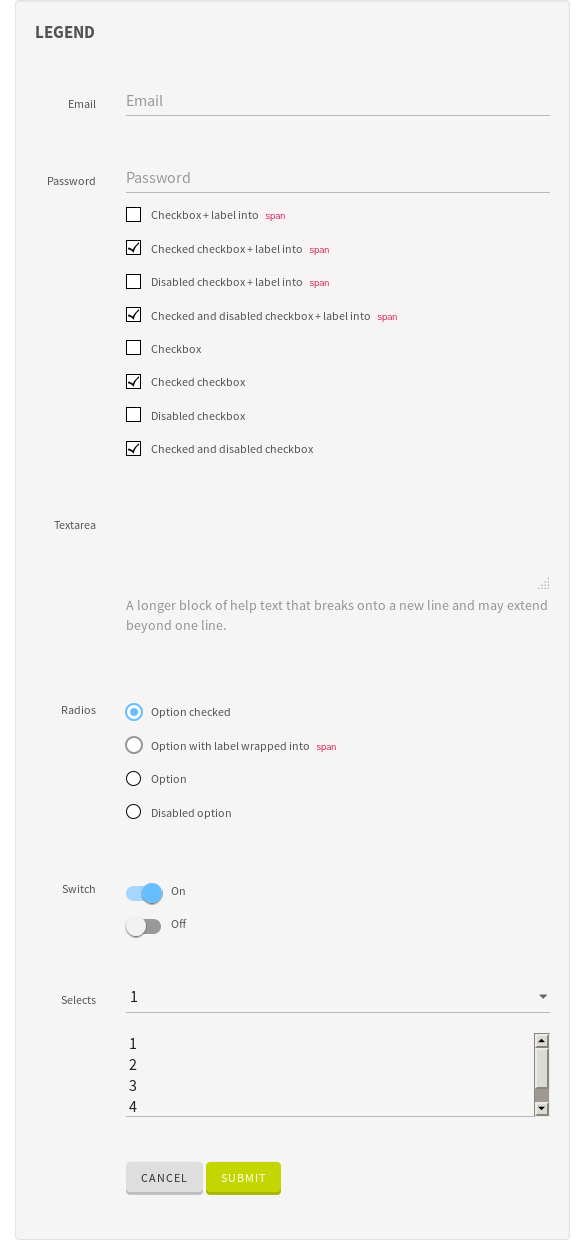 LEGEND
Email Email
Password Password
Checkbox + label into span
Checked checkbox + label into span
Disabled checkbox + label into span
Checked and disabled checkbox + label into span
Checkbox
Checked checkbox
Disabled checkbox
Checked and disabled checkbox
Textarea
A longer block of help text that breaks onto a new line and may extend
beyond one line.
Radios Option checked
Option with label wrapped into span
Option
Disabled option
Switch On
Off
Selects 1
1
2
3
4
CANCEL SUBMIT